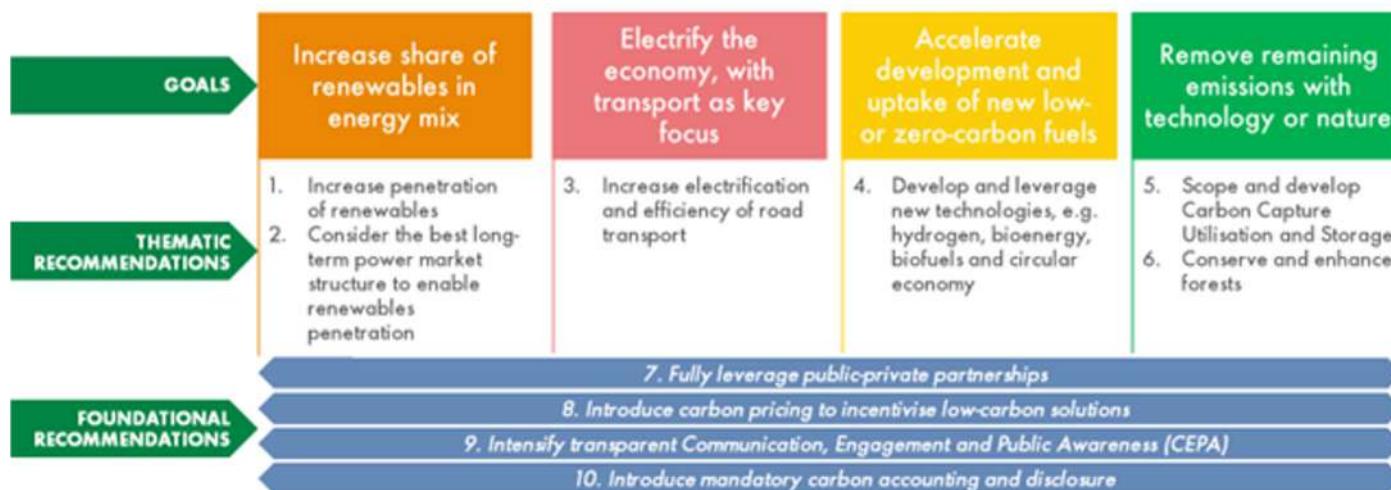 GOALS
Increase share of
renewables in
energy mix
Electrify the
economy, with
transport as key
focus
Accelerate
development and
uptake of new low-
or zero-carbon fuels
Remove remaining
emissions with
technology or nature
THEMATIC
RECOMMENDATIONS
1. Increase penetration
of renewables
2. Consider the best long-
term power market
structure to enable
renewables
penetration
3. Increase electrification
and efficiency of road
transport
4. Develop and leverage
new technologies, e.g.
hydrogen, bioenergy,
biofuels and circular
economy
5. Scope and develop
Carbon Capture
Utilisation and Storage
6. Conserve and enhance
forests
FOUNDATIONAL
RECOMMENDATIONS
7. Fully leverage public-private partnerships
8. Introduce carbon pricing to incentivise low-carbon solutions
9. Intensify transparent Communication, Engagement and Public Awareness (CEPA)
10. Introduce mandatory carbon accounting and disclosure